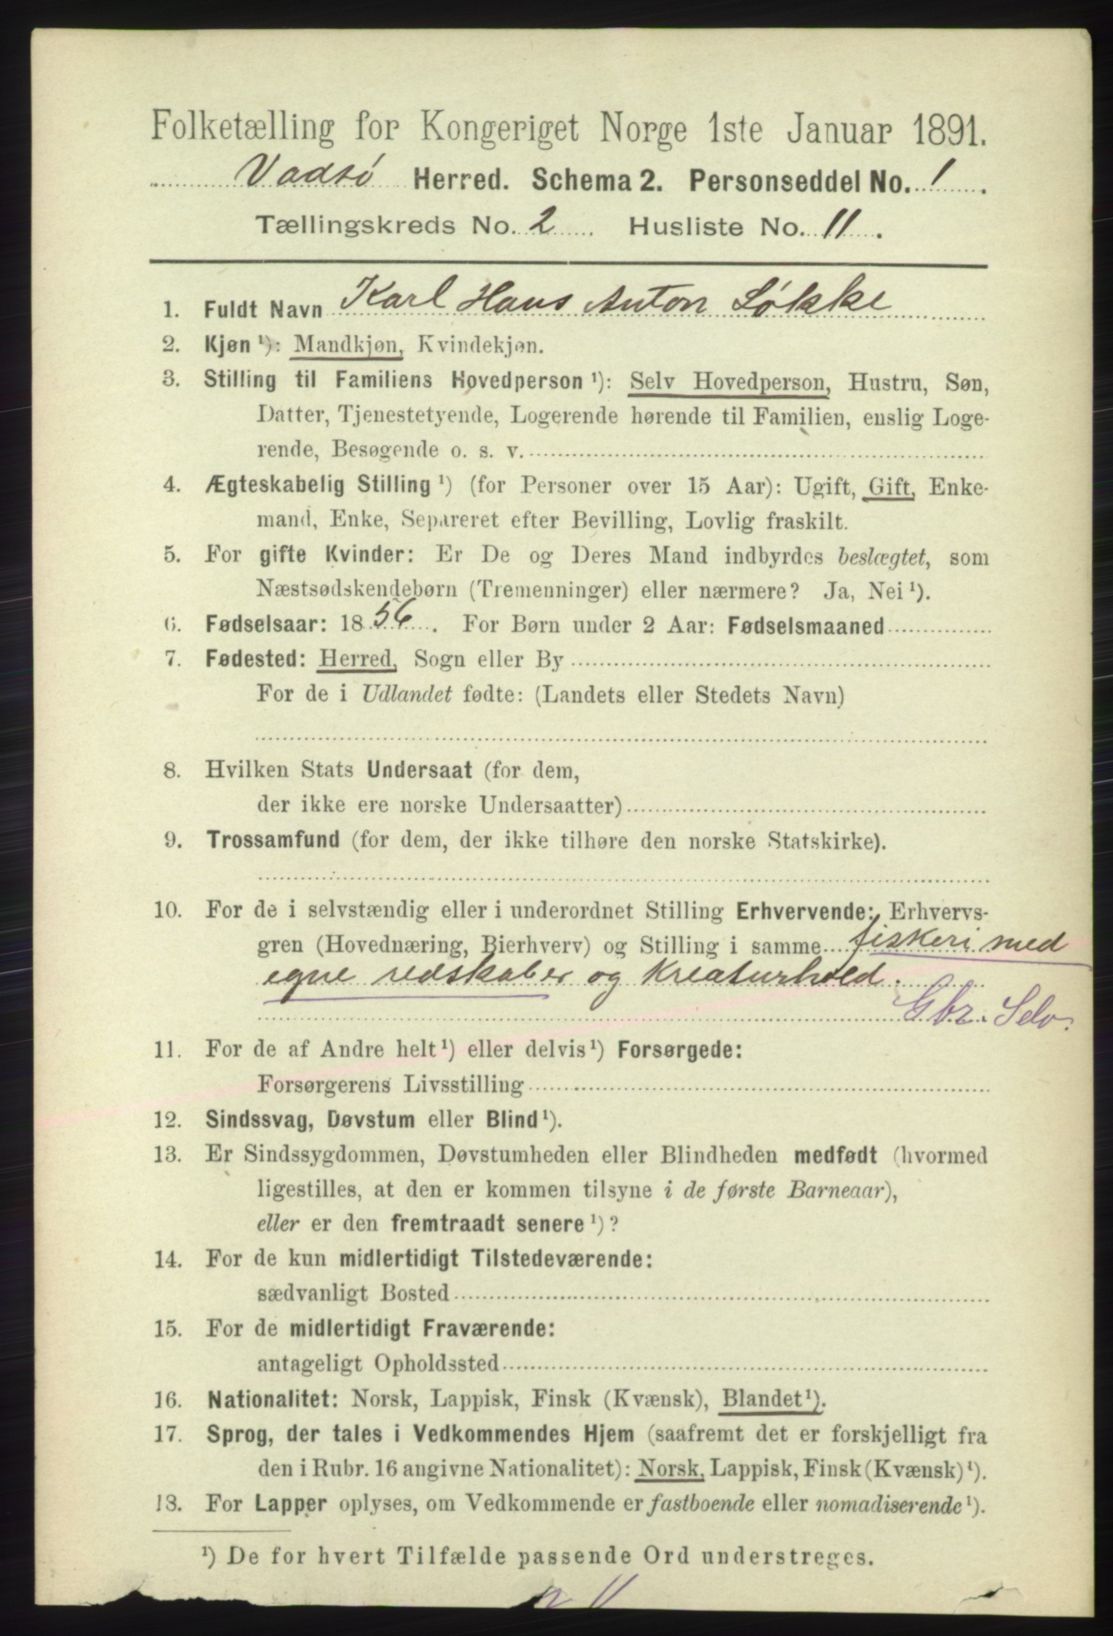 Folketælling for Kongeriget Norge 1ste Januar 1891.
Vadsö Herred. Schema 2. Personseddel No. 1.
Tællingskreds No. 2. Husliste No. 11.
1. Fuldt Navn Karl Hans Anton Løkke
2. Kjøn ¹): Mandkjøn, Kvindekjøn.
3. Stilling til Familiens Hovedperson ¹): Selv Hovedperson, Hustru, Søn,
Datter, Tjenestetyende, Logerende hørende til Familien, enslig Loge-
rende, Besøgende o. s. v.
4. Ægteskabelig Stilling ¹) (for Personer over 15 Aar): Ugift, Gift, Enke-
mand, Enke, Separeret efter Bevilling, Lovlig fraskilt.
5. For gifte Kvinder: Er De og Deres Mand indbyrdes beslægtet, som
Næstsødskendebørn (Tremenninger) eller nærmere? Ja, Nei ¹).
6. Fødselsaar: 1856. For Børn under 2 Aar: Fødselsmaaned
7. Fødested: Herred, Sogn eller By
For de i Udlandet fødte: (Landets eller Stedets Navn)
8. Hvilken Stats Undersaat (for dem,
der ikke ere norske Undersaatter)
9. Trossamfund (for dem, der ikke tilhøre den norske Statskirke).
10. For de i selvstændig eller i underordnet Stilling Erhvervende: Erhvervs-
gren (Hovednæring, Bierhverv) og Stilling i samme fiskeri med
egne redskaber og kreaturhold.
Gbr. Selv.
11. For de af Andre helt ¹) eller delvis ¹) Forsørgede:
Forsørgerens Livsstilling
12. Sindssvag, Døvstum eller Blind ¹).
13. Er Sindssygdommen, Døvstumheden eller Blindheden medfødt (hvormed
ligestilles, at den er kommen tilsyne i de første Barneaar),
eller er den fremtraadt senere ¹)?
14. For de kun midlertidigt Tilstedeværende:
sædvanligt Bosted
15. For de midlertidigt Fraværende:
antageligt Opholdssted
16. Nationalitet: Norsk, Lappisk, Finsk (Kvænsk), Blandet ¹).
17. Sprog, der tales i Vedkommendes Hjem (saafremt det er forskjelligt fra
den i Rubr. 16 angivne Nationalitet): Norsk, Lappisk, Finsk (Kvænsk) ¹).
18. For Lapper oplyses, om Vedkommende er fastboende eller nomadiserende ¹).
¹) De for hvert Tilfælde passende Ord understreges.